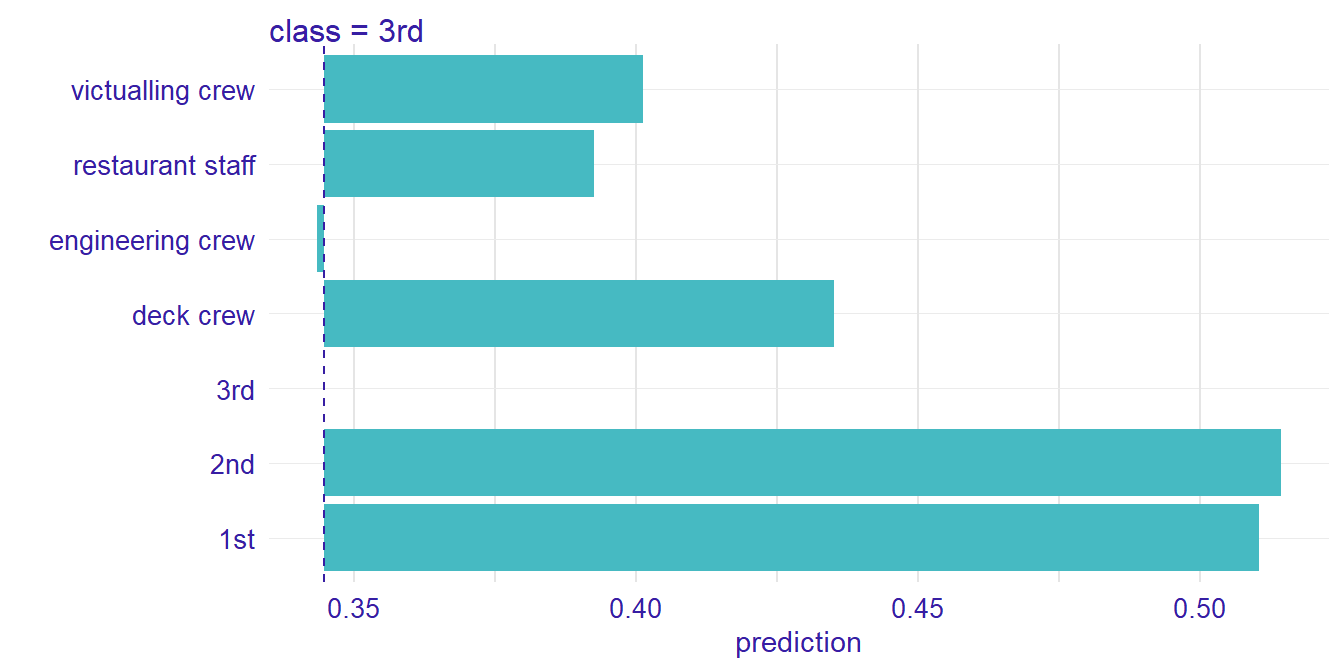 class = 3rd
victualling crew
restaurant staff
engineering crew
deck crew
3rd
2nd
1st
0.35 0.40 0.45 0.50
prediction